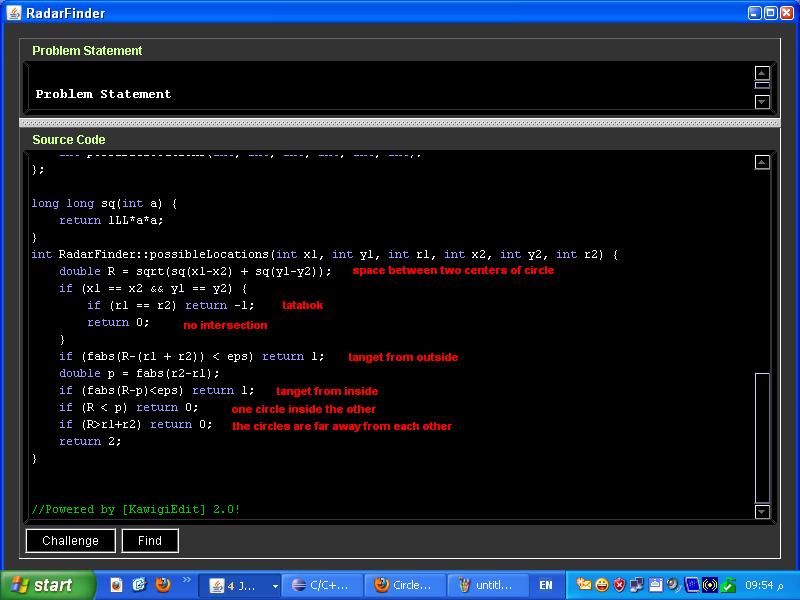 RadarFinder
Problem Statement
Problem Statement
Source Code
};
long long sq(int a) {
return 1LL*a*a;
}
int RadarFinder::possibleLocations(int x1, int y1, int r1, int x2, int y2, int r2) {
double R = sqrt(sq(x1-x2) + sq(y1-y2)); space between two centers of circle
if (x1 == x2 && y1 == y2) {
if (r1 == r2) return -1; tatabok
return 0; no intersection
}
if (fabs(R-(r1 + r2)) < eps) return 1; tanget from outside
double p = fabs(r2-r1);
if (fabs(R-p)<eps) return 1; tanget from inside
if (R < p) return 0; one circle inside the other
if (R>r1+r2) return 0; the circles are far away from each other
return 2;
}
//Powered by [KawigiEdit] 2.0!
Challenge Find
start 4 J... C/C+... Circle... untitl... EN 09:54 م